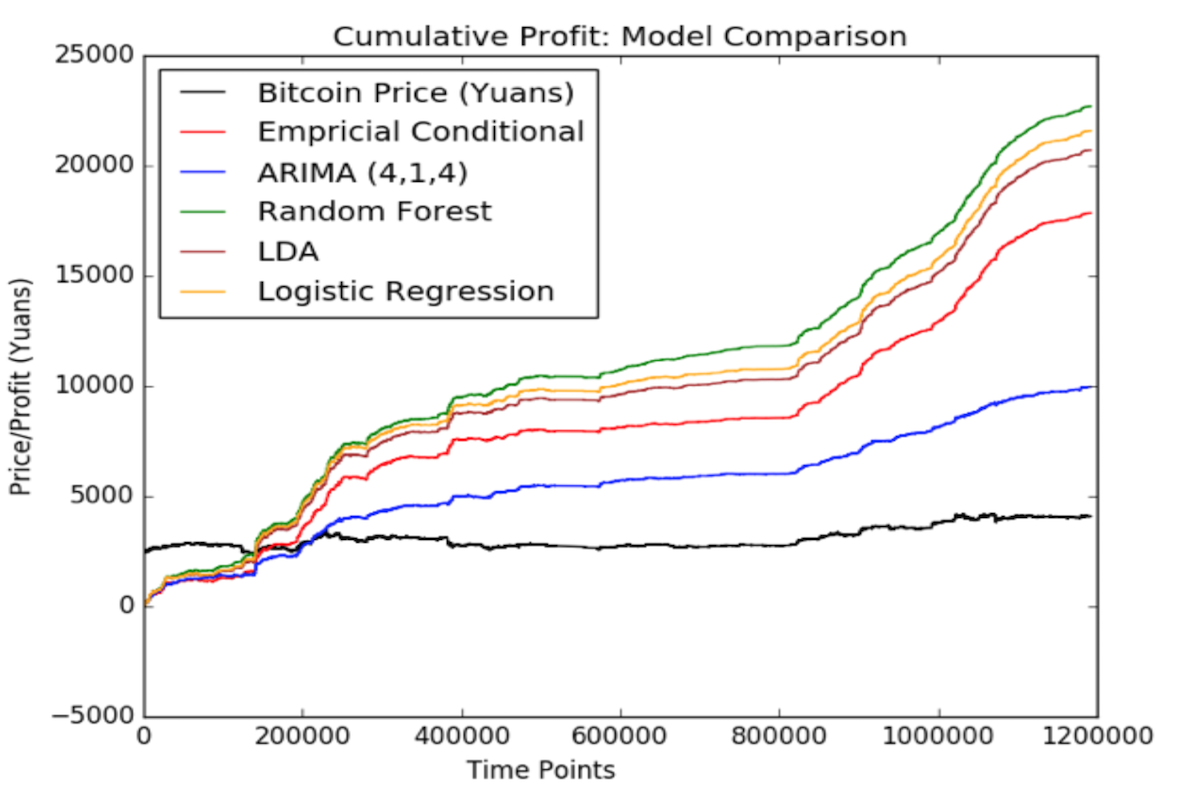 Cumulative Profit: Model Comparison
25000
20000
15000
10000
5000
0
−5000
Price/Profit (Yuans)
Bitcoin Price (Yuans)
Empricial Conditional
ARIMA (4,1,4)
Random Forest
LDA
Logistic Regression
0 200000 400000 600000 800000 1000000 1200000
Time Points